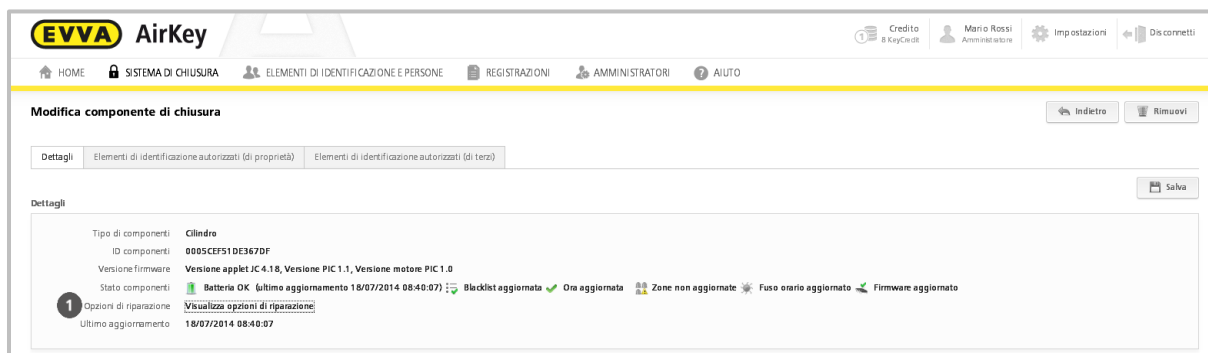 EVVA AirKey
Credito
8 KeyCredit
Mario Rossi
Amministratore
Impostazioni
Disconnetti
HOME SISTEMA DI CHIUSURA ELEMENTI DI IDENTIFICAZIONE E PERSONE REGISTRAZIONI AMMINISTRATORI AIUTO
Modifica componente di chiusura
Indietro Rimuovi
Dettagli Elementi di identificazione autorizzati (di proprietà) Elementi di identificazione autorizzati (di terzi)
Salva
Dettagli
Tipo di componenti Cilindro
ID componenti 0005CEF51DE367DF
Versione firmware Versione applet JC 4.18, Versione PIC 1.1, Versione motore PIC 1.0
Stato componenti Batteria OK (ultimo aggiornamento 18/07/2014 08:40:07) Blacklist aggiornata Ora aggiornata Zone non aggiornate Fuso orario aggiornato Firmware aggiornato
1 Opzioni di riparazione Visualizza opzioni di riparazione
Ultimo aggiornamento 18/07/2014 08:40:07